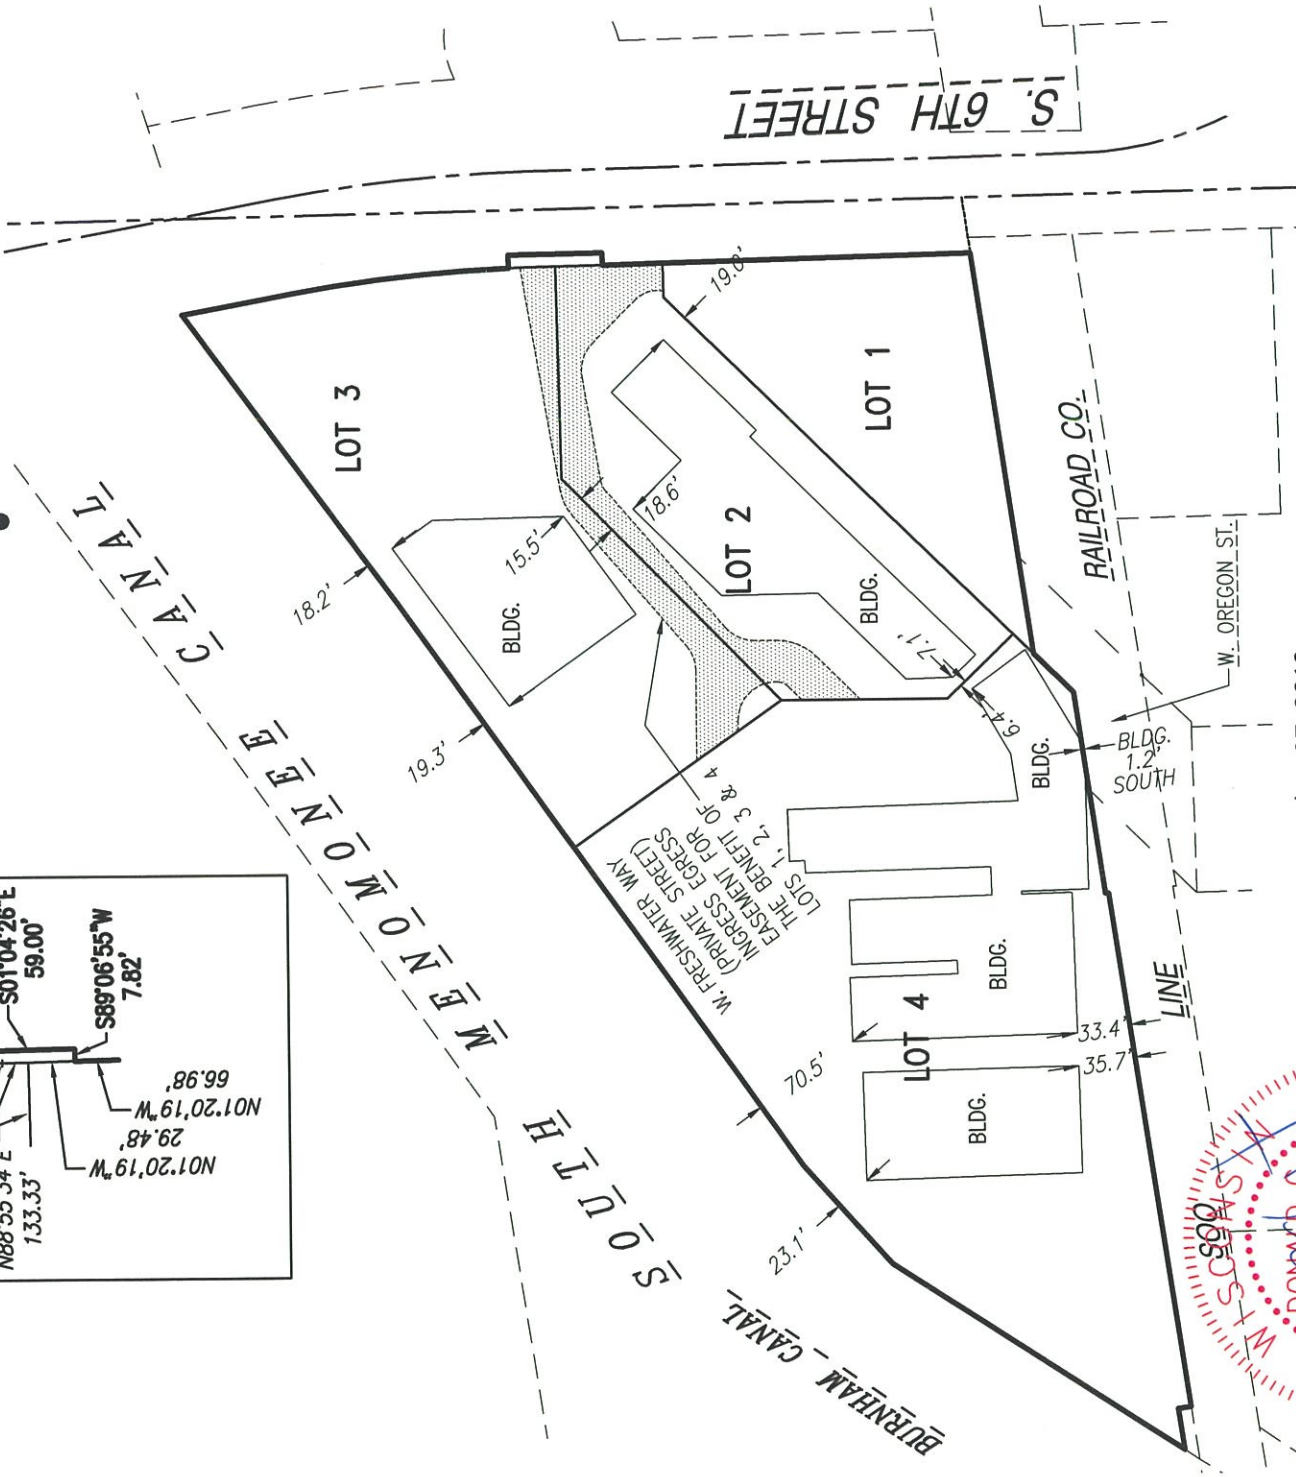 S. 6TH STREET
LOT 3
LOT 1
LOT 2
LOT 4
19.0'
18.6'
15.5'
18.2'
19.3'
7.1'
6.4'
BLDG.
BLDG.
BLDG.
BLDG.
BLDG.
BLDG.
1.2'
SOUTH
33.4'
35.7'
70.5'
23.1'
W. FRESHWATER WAY
(PRIVATE STREET)
INGRESS EGRESS
EASEMENT FOR
THE BENEFIT OF
LOTS 1, 2, 3 & 4
RAILROAD CO.
W. OREGON ST.
LINE
SOO
SOUTH MENOMONEE CANAL
BURNHAM CANAL
S01°04'26"E
59.00'
S89°06'55"W
7.82'
N01°20'19"W
66.98'
N01°20'19"W
29.48'
133.33'
WISCONSIN